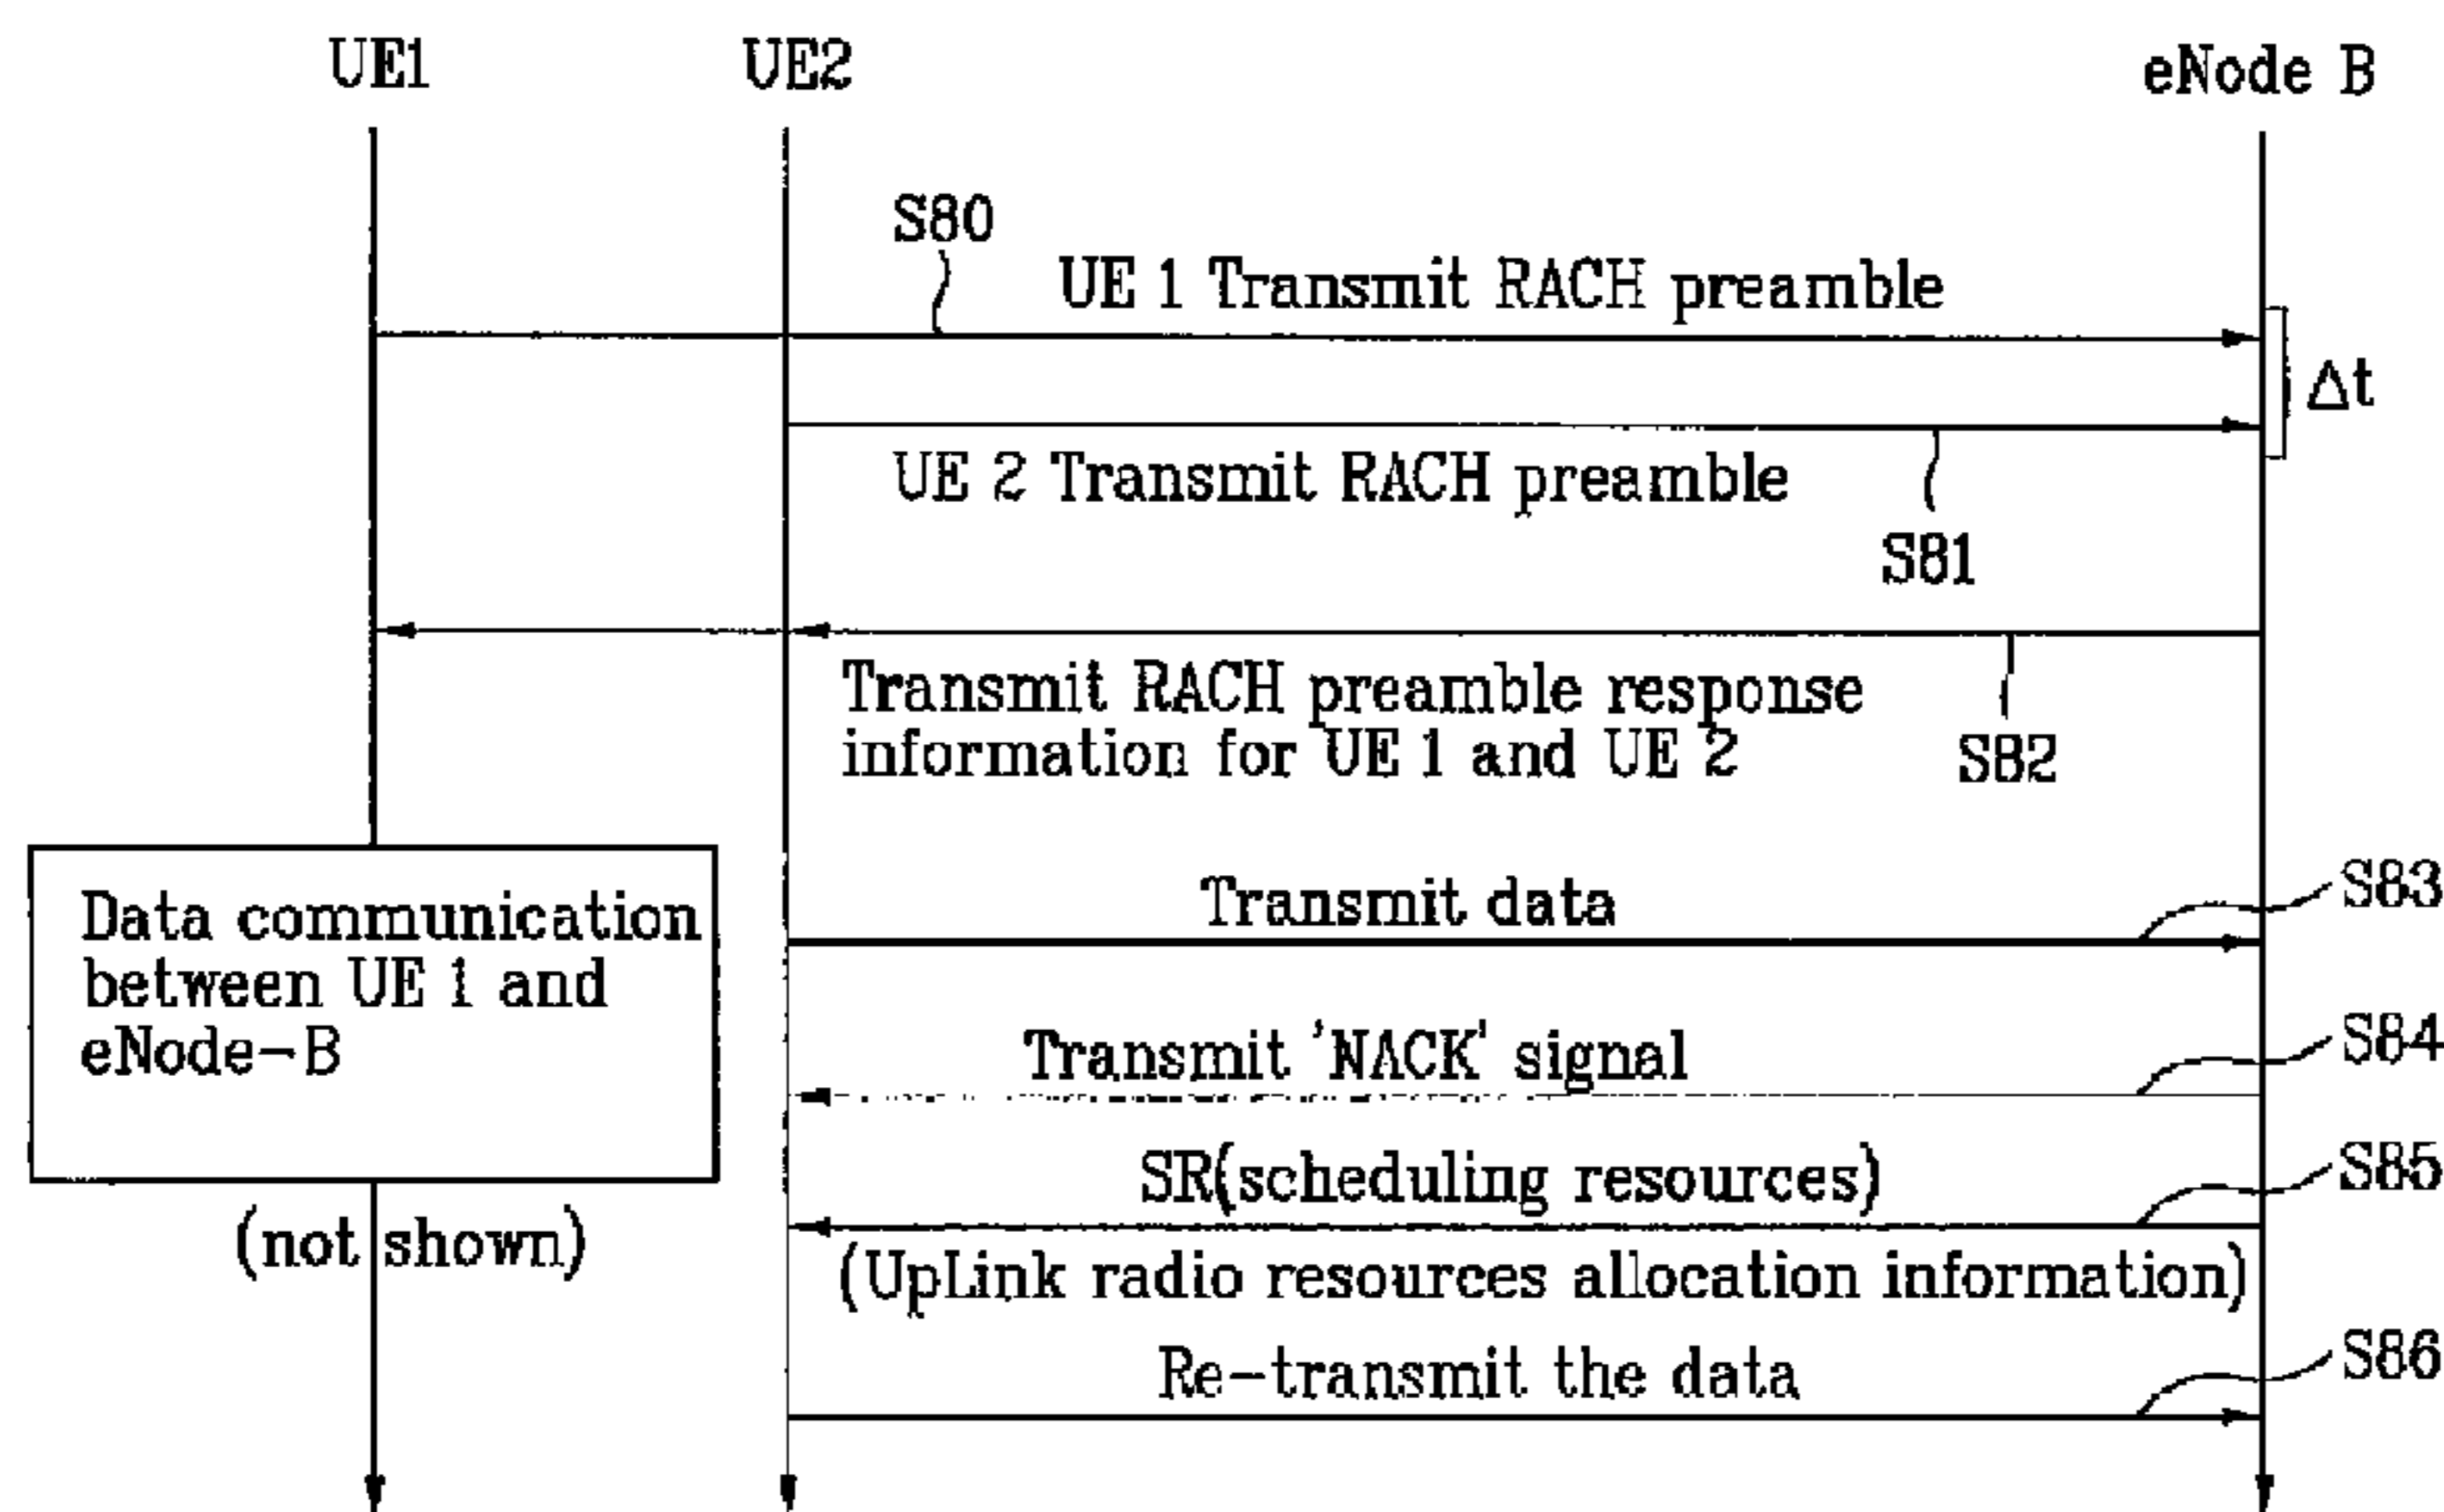 UE1
UE2
eNode B
S80
UE 1 Transmit RACH preamble
Δt
UE 2 Transmit RACH preamble
S81
Transmit RACH preamble response
information for UE 1 and UE 2
S82
Data communication
between UE 1 and
eNode-B
(not shown)
Transmit data
S83
Transmit 'NACK' signal
S84
SR(scheduling resources)
S85
(UpLink radio resources allocation information)
Re-transmit the data
S86